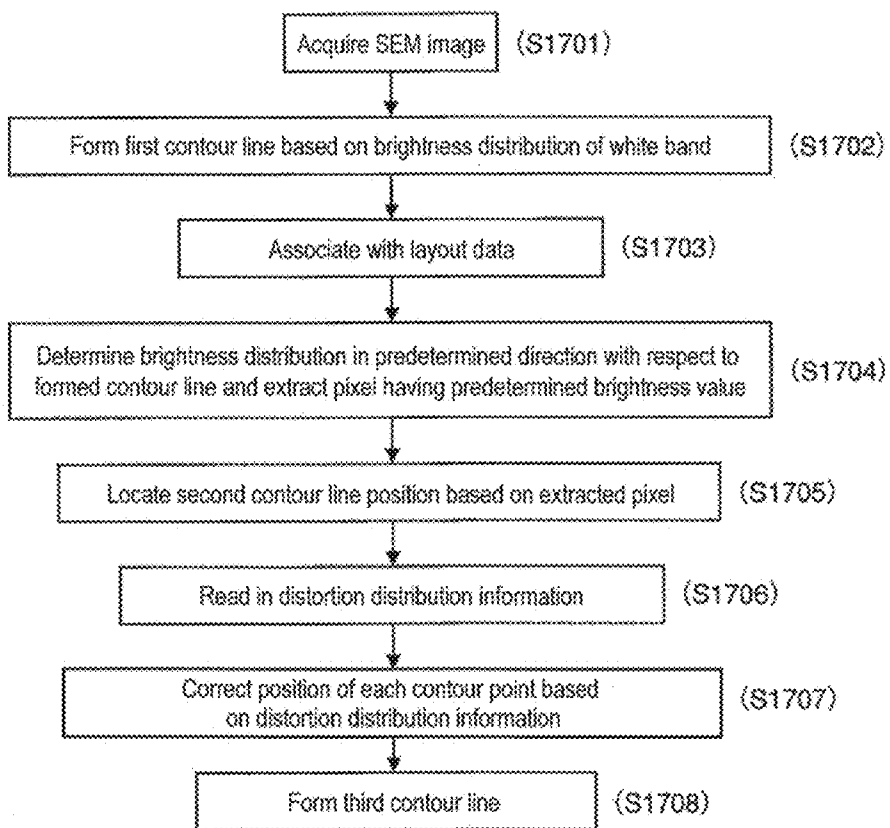 Acquire SEM image (S1701)
Form first contour line based on brightness distribution of white band (S1702)
Associate with layout data (S1703)
Determine brightness distribution in predetermined direction with respect to
formed contour line and extract pixel having predetermined brightness value (S1704)
Locate second contour line position based on extracted pixel (S1705)
Read in distortion distribution information (S1706)
Correct position of each contour point based
on distortion distribution information (S1707)
Form third contour line (S1708)